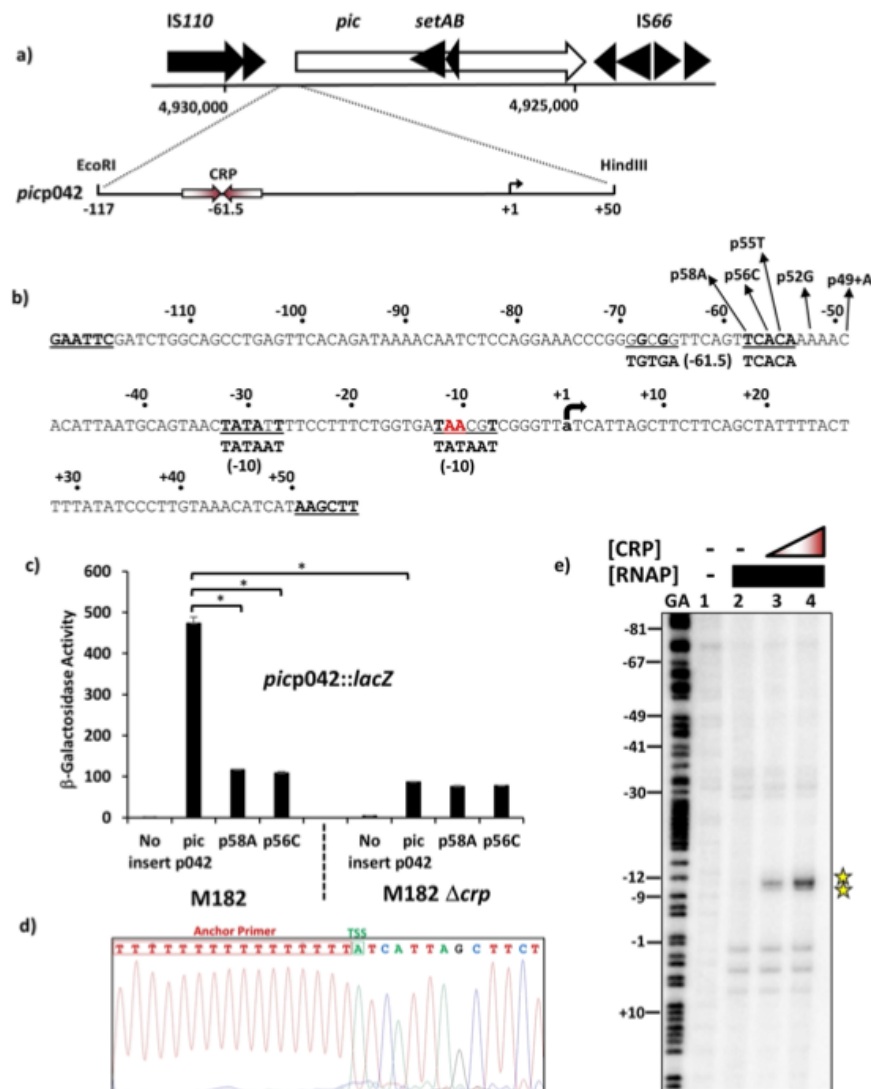 a)
IS110 pic setAB IS66
4,930,000 4,925,000
EcoRI CRP HindIII
picp042
-117 -61.5 +1 +50
b)
p55T
p58A p56C p52G p49+A
-110 -100 -90 -80 -70 -60 -50
GAATTCGATCTGGCAGCCTGAGTTCACAGATAAAACAATCTCCAGGAAACCCGGGGCGGTTCAGTTCACAAAAAC
TGTGA (-61.5) TCACA
-40 -30 -20 -10 +1 +10 +20
ACATTAATGCAGTAACTATATTTTCCTTTCTGGTGATAACGTCGGGTTaTCATTAGCTTCTTCAGCTATTTTACT
TATAAT TATAAT
(-10) (-10)
+30 +40 +50
TTTATATCCCTTGTAAACATCATAAGCTT
c)
β-Galactosidase Activity
600
500
400
300
200
100
0
* * *
picp042::lacZ
No insert pic p042 p58A p56C No insert pic p042 p58A p56C
M182 M182 Δcrp
d)
Anchor Primer TSS
T T T T T T T T T T T T T T T A T C A T T A G C T T C T
e)
[CRP] - -
[RNAP] -
GA 1 2 3 4
-81
-67
-49
-41
-30
-12
-9
-1
+10